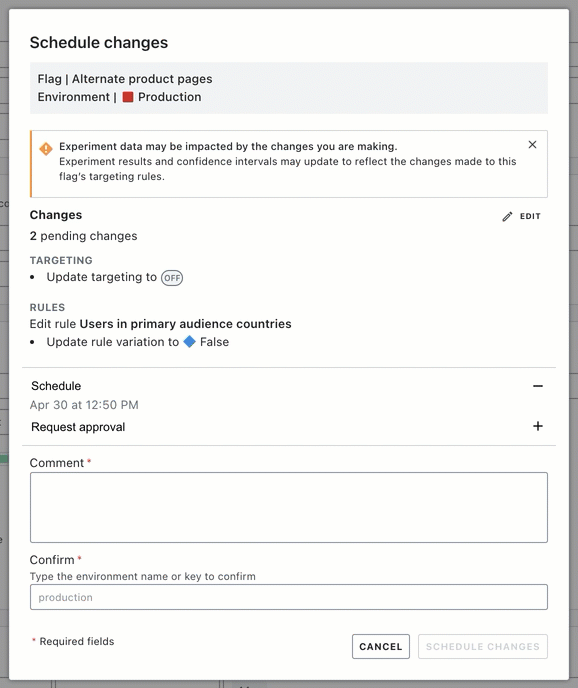 Schedule changes
Flag | Alternate product pages
Environment | Production
Experiment data may be impacted by the changes you are making.
Experiment results and confidence intervals may update to reflect the changes made to this
flag's targeting rules.
Changes
EDIT
2 pending changes
TARGETING
• Update targeting to OFF
RULES
Edit rule Users in primary audience countries
• Update rule variation to False
Schedule
Apr 30 at 12:50 PM
Request approval
Comment *
Confirm *
Type the environment name or key to confirm
production
* Required fields
CANCEL
SCHEDULE CHANGES